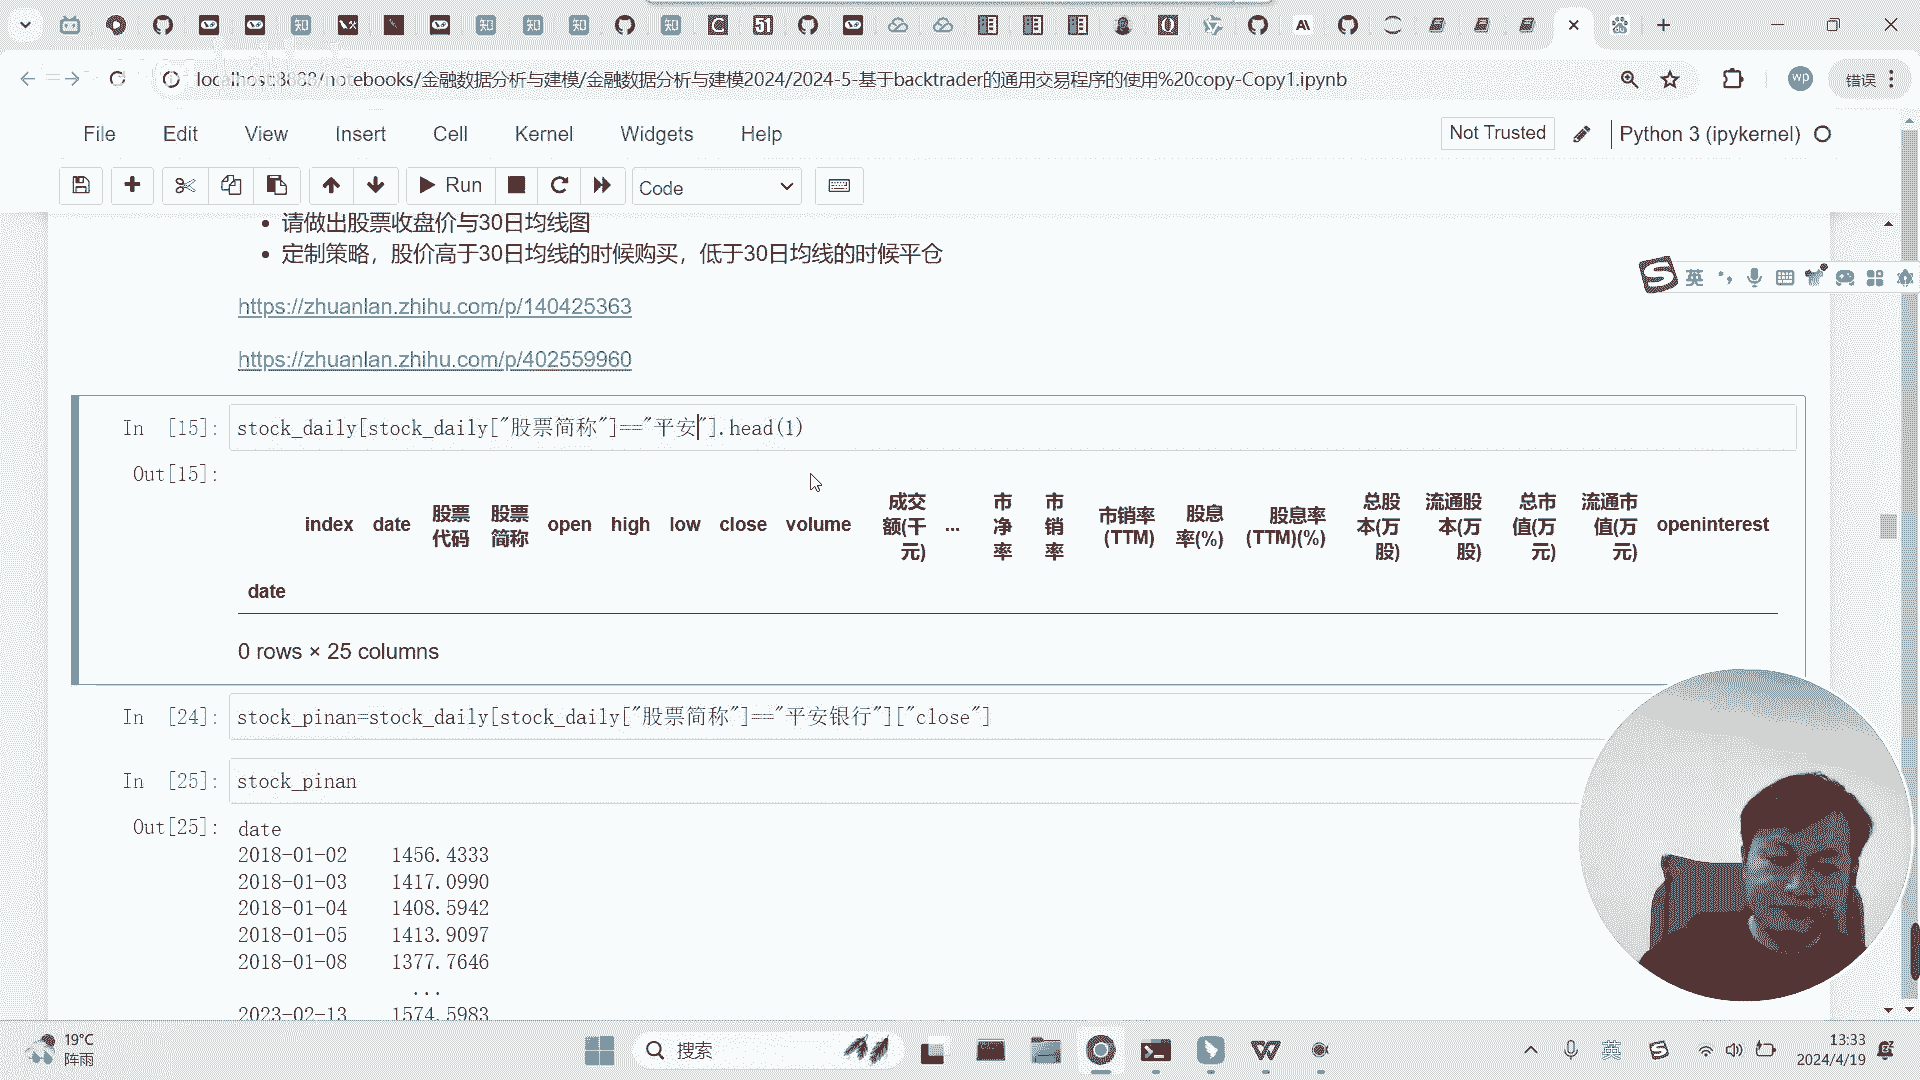 localhost:8888/notebooks/金融数据分析与建模/金融数据分析与建模2024/2024-5-基于backtrader的通用交易程序的使用%20copy-Copy1.ipynb
wp
错误
File Edit View Insert Cell Kernel Widgets Help
Not Trusted
Python 3 (ipykernel)
Run
Code
请做出股票收盘价与30日均线图
定制策略，股价高于30日均线的时候购买，低于30日均线的时候平仓
英
https://zhuanlan.zhihu.com/p/140425363
https://zhuanlan.zhihu.com/p/402559960
In [15]: stock_daily[stock_daily["股票简称"]=="平安"].head(1)
Out[15]:
index date 股票代码 股票简称 open high low close volume 成交额(千元) ... 市净率 市销率 市销率(TTM) 股息率(%) 股息率(TTM)(%) 总股本(万股) 流通股本(万股) 总市值(万元) 流通市值(万元) openinterest
date
0 rows × 25 columns
In [24]: stock_pinan=stock_daily[stock_daily["股票简称"]=="平安银行"]["close"]
In [25]: stock_pinan
Out[25]: date
2018-01-02 1456.4333
2018-01-03 1417.0990
2018-01-04 1408.5942
2018-01-05 1413.9097
2018-01-08 1377.7646
...
2023-02-13 1574.5983
19°C
阵雨
搜索
英
13:33
2024/4/19